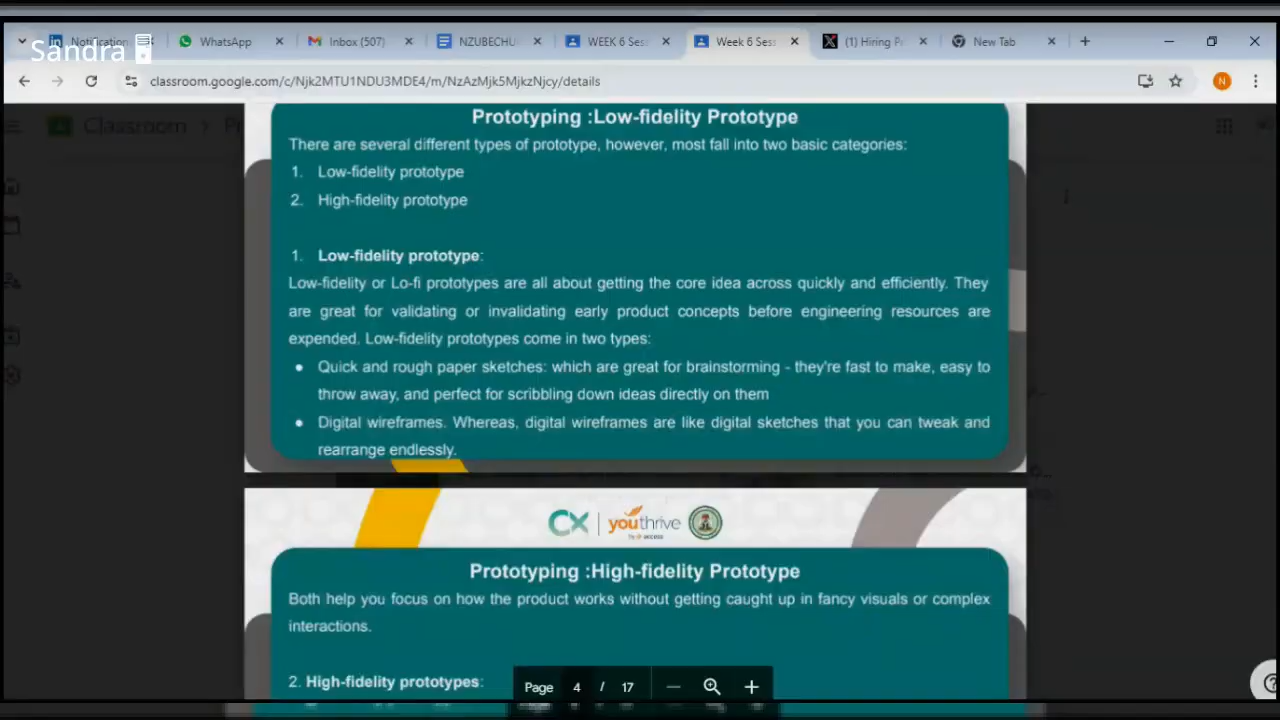 Notification
WhatsApp
Inbox (507)
NZUBECHU
WEEK 6 Sess
Week 6 Sess
(1) Hiring P
New Tab
Sandra
classroom.google.com/c/Njk2MTU1NDU3MDE4/m/NzAzMjk5MjkzNjcy/details
N
Classroom
Prototyping :Low-fidelity Prototype
There are several different types of prototype, however, most fall into two basic categories:
1. Low-fidelity prototype
2. High-fidelity prototype
1. Low-fidelity prototype:
Low-fidelity or Lo-fi prototypes are all about getting the core idea across quickly and efficiently. They
are great for validating or invalidating early product concepts before engineering resources are
expended. Low-fidelity prototypes come in two types:
• Quick and rough paper sketches: which are great for brainstorming - they're fast to make, easy to
throw away, and perfect for scribbling down ideas directly on them
• Digital wireframes. Whereas, digital wireframes are like digital sketches that you can tweak and
rearrange endlessly.
CX | youthrive
by access
Prototyping :High-fidelity Prototype
Both help you focus on how the product works without getting caught up in fancy visuals or complex
interactions.
2. High-fidelity prototypes:
Page 4 / 17